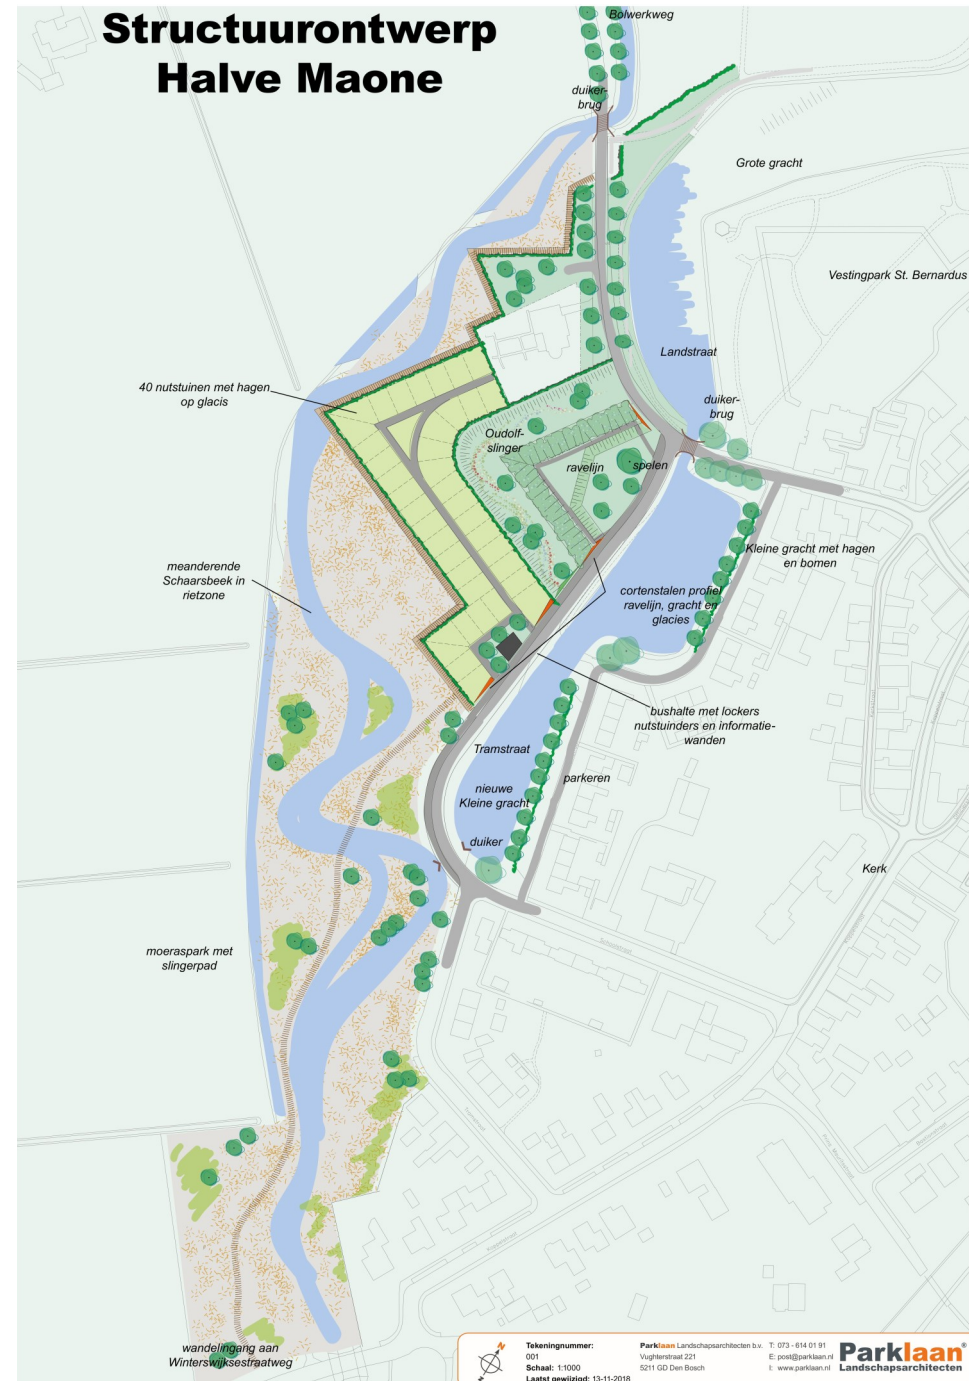 Structuurontwerp
Halve Maone
Bolwerkweg
duiker-
brug
Grote gracht
Vestingpark St. Bernardus
Landstraat
40 nutstuinen met hagen
op glacis
duiker-
brug
Oudolf-
slinger
ravelijn
spelen
Kleine gracht met hagen
en bomen
meanderende
Schaarsbeek in
rietzone
cortenstalen profiel
ravelijn, gracht en
glacies
bushalte met lockers
nutstuinders en informatie-
wanden
Tramstraat
parkeren
nieuwe
Kleine gracht
duiker
Kerk
moeraspark met
slingerpad
wandelingang aan
Winterswijksestraatweg
N
Tekeningnummer:
001
Schaal: 1:1000
Laatst gewijzigd: 13-11-2018
Parklaan Landschapsarchitecten b.v.
Vughterstraat 221
5211 GD Den Bosch
T: 073 - 614 01 91
E: post@parklaan.nl
I: www.parklaan.nl
Parklaan®
Landschapsarchitecten